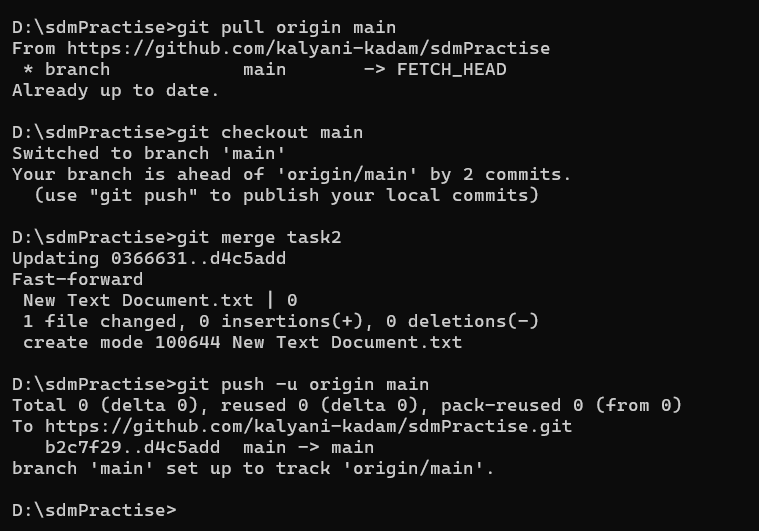 D:\sdmPractise>git pull origin main
From https://github.com/kalyani-kadam/sdmPractise
 * branch            main       -> FETCH_HEAD
Already up to date.
D:\sdmPractise>git checkout main
Switched to branch 'main'
Your branch is ahead of 'origin/main' by 2 commits.
  (use "git push" to publish your local commits)
D:\sdmPractise>git merge task2
Updating 0366631..d4c5add
Fast-forward
 New Text Document.txt | 0
 1 file changed, 0 insertions(+), 0 deletions(-)
 create mode 100644 New Text Document.txt
D:\sdmPractise>git push -u origin main
Total 0 (delta 0), reused 0 (delta 0), pack-reused 0 (from 0)
To https://github.com/kalyani-kadam/sdmPractise.git
   b2c7f29..d4c5add  main -> main
branch 'main' set up to track 'origin/main'.
D:\sdmPractise>